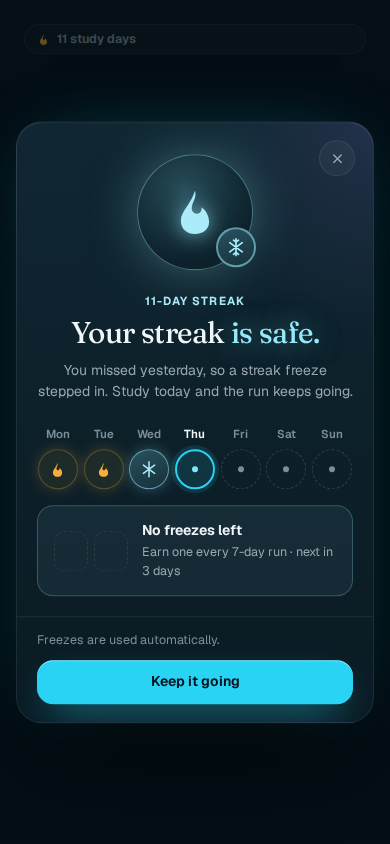 11 study days
11-DAY STREAK
Your streak is safe.
You missed yesterday, so a streak freeze
stepped in. Study today and the run keeps going.
Mon Tue Wed Thu Fri Sat Sun
No freezes left
Earn one every 7-day run · next in
3 days
Freezes are used automatically.
Keep it going